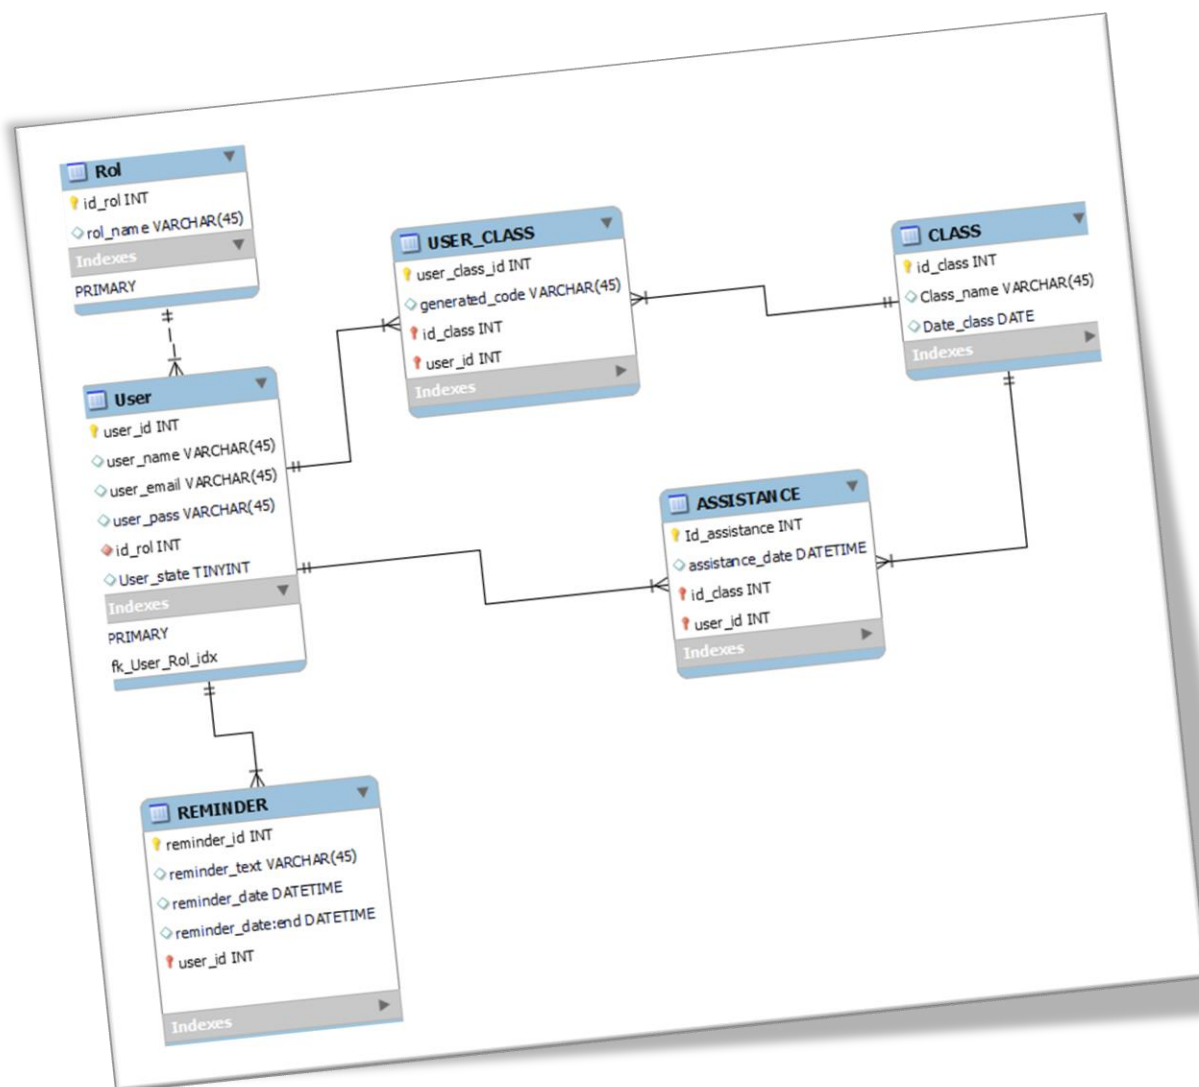 Rol
id_rol INT
rol_name VARCHAR(45)
Indexes
PRIMARY
User
user_id INT
user_name VARCHAR(45)
user_email VARCHAR(45)
user_pass VARCHAR(45)
id_rol INT
User_state TINYINT
Indexes
PRIMARY
fk_User_Rol_idx
REMINDER
reminder_id INT
reminder_text VARCHAR(45)
reminder_date DATETIME
reminder_date:end DATETIME
user_id INT
Indexes
USER_CLASS
user_class_id INT
generated_code VARCHAR(45)
id_class INT
user_id INT
Indexes
ASSISTANCE
Id_assistance INT
assistance_date DATETIME
id_class INT
user_id INT
Indexes
CLASS
id_class INT
Class_name VARCHAR(45)
Date_class DATE
Indexes